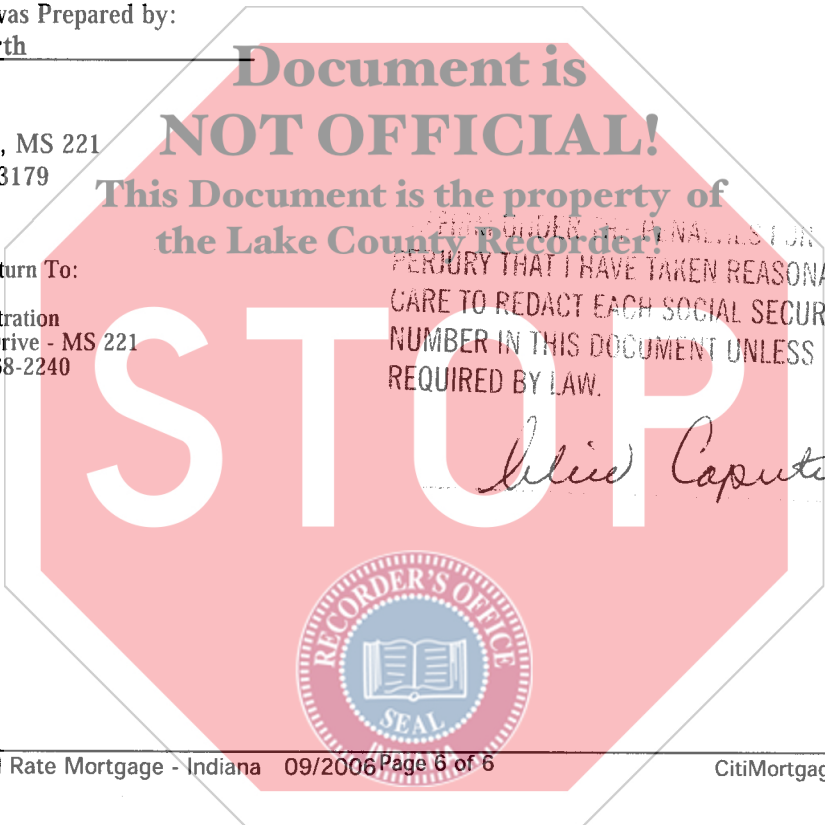 was Prepared by:
rth
Document is
NOT OFFICIAL!
, MS 221
3179
This Document is the property of
the Lake County Recorder!
turn To:
PERJURY THAT I HAVE TAKEN REASONA
CARE TO REDACT EACH SOCIAL SECUR
NUMBER IN THIS DOCUMENT UNLESS
REQUIRED BY LAW.
tration
rive - MS 221
68-2240
STOP
Caput
RECORDER'S OFFICE
SEAL
INDIANA
Rate Mortgage - Indiana 09/2006 Page 6 of 6
CitiMortgag